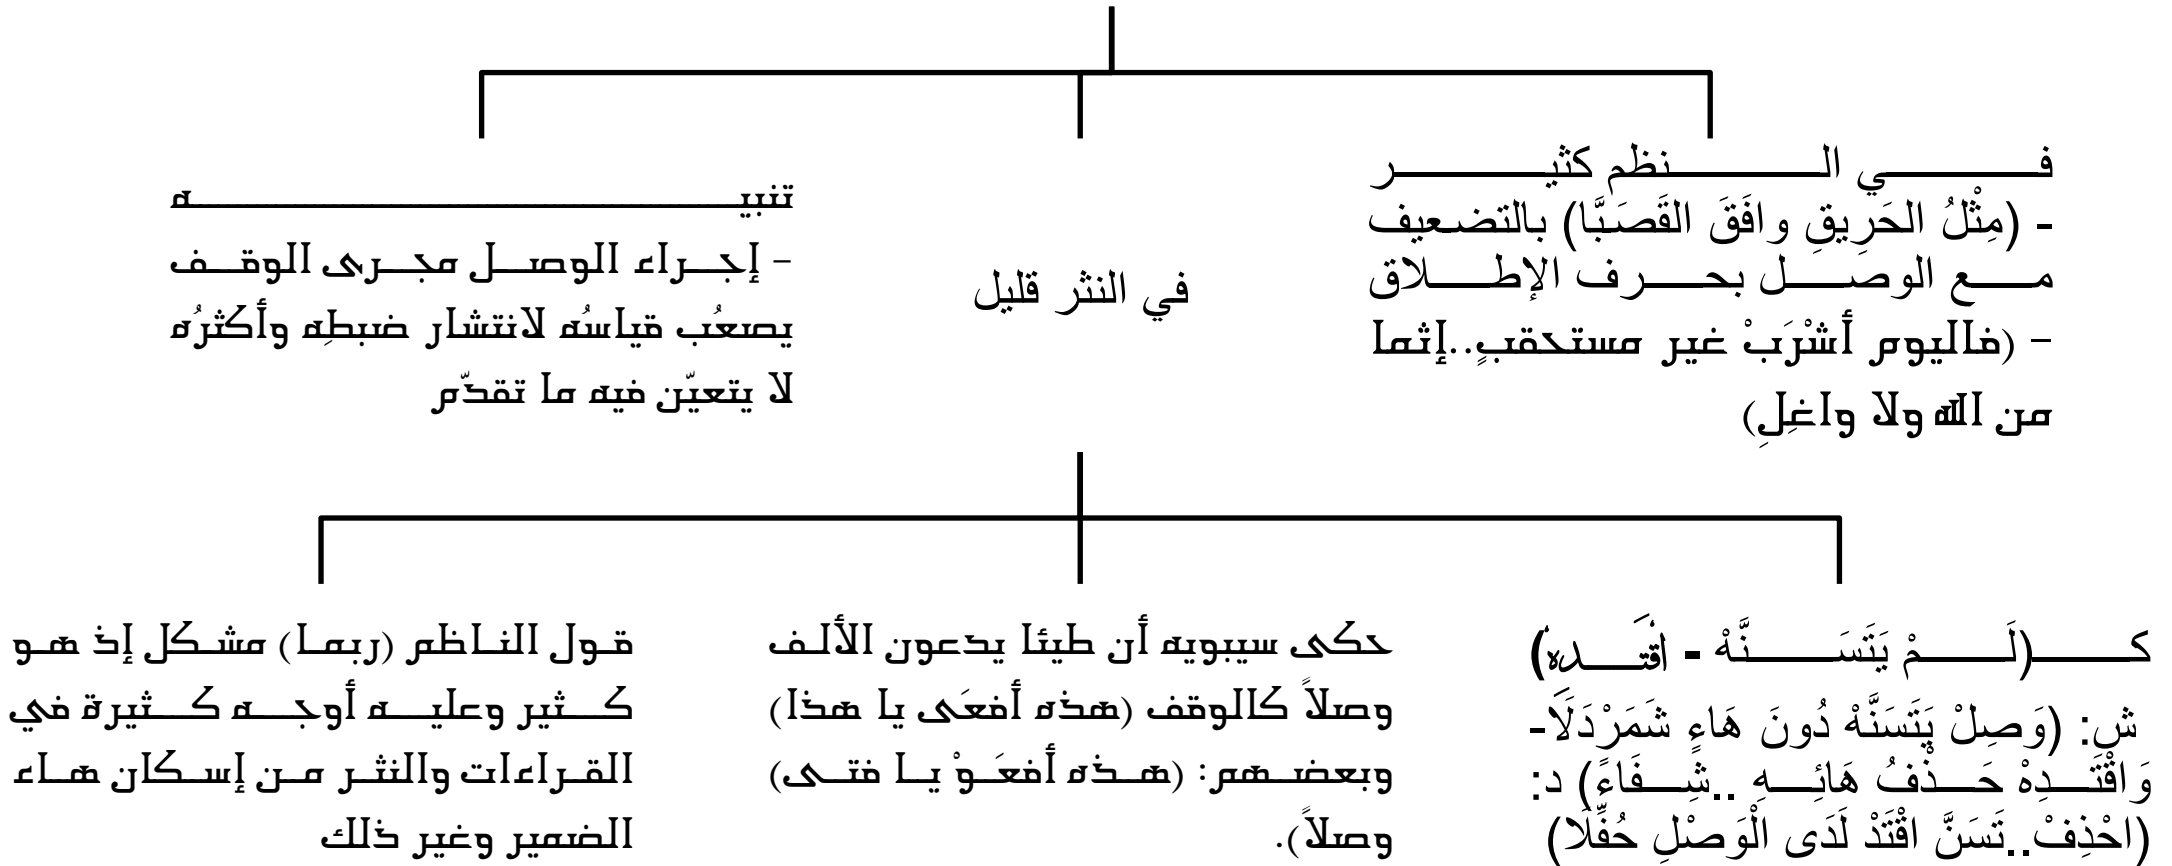 في النظم كثير
- (مِثْلُ الحَرِيقِ وافَقَ القَصَبَّا) بالتضعيف
مع الوصل بحرف الإطلاق
- (فاليوم أشْرَبْ غير مستحقبٍ..إثما
من الله ولا واغِلِ)
في النثر قليل
تنبيه
- إجراء الوصل مجرى الوقف
يصعُب قياسُه لانتشار ضبطِه وأكثرُه
لا يتعيّن فيه ما تقدّم
كـ(لَمْ يَتَسَنَّهْ - اقْتَدِهْ)
ش: (وَصِلْ يَتَسَنَّهْ دُونَ هَاءٍ شَمَرْدَلَا-
وَاقْتَدِهْ حَذْفُ هَائِهِ ..شِفَاءً) د:
(احْذِفْ..تَسَنَّ اقْتَدْ لَدَى الْوَصْلِ حُفِّلَا)
حكى سيبويه أن طيئا يدعون الألف
وصلاً كالوقف (هذه أفعَى يا هذا)
وبعضهم: (هذه أفعَوْ يا فتى)
وصلاً).
قول الناظم (ربما) مشكل إذ هو
كثير وعليه أوجه كثيرة في
القراءات والنثر من إسكان هاء
الضمير وغير ذلك